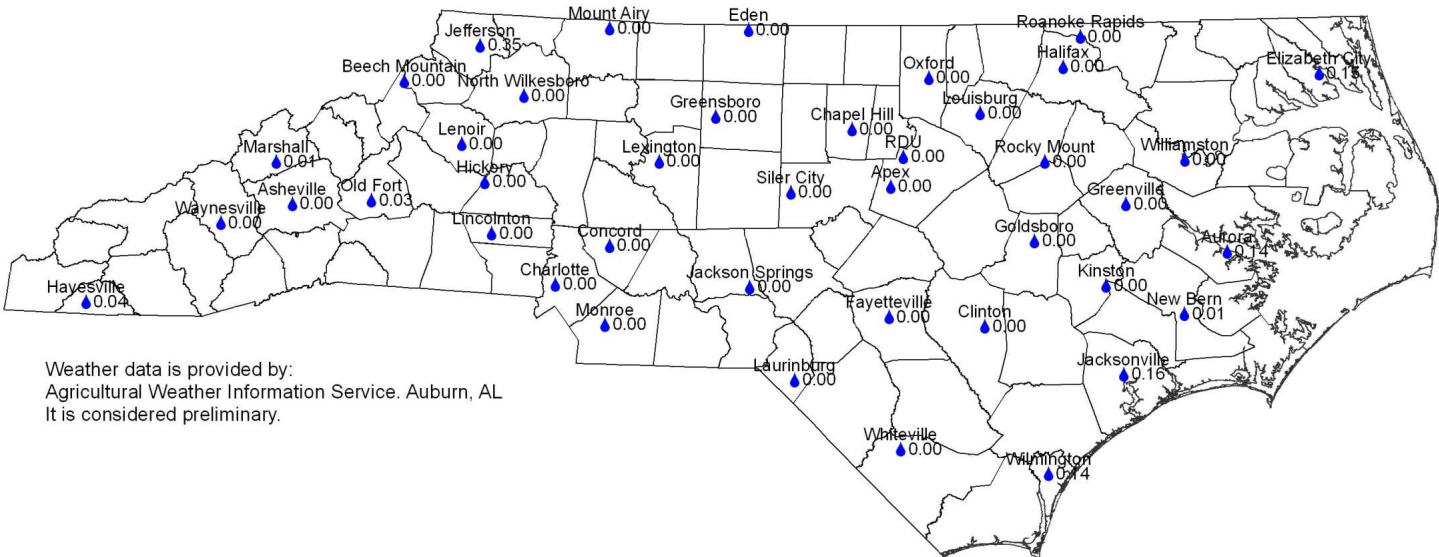 Mount Airy
0.00
Eden
0.00
Roanoke Rapids
0.00
Jefferson
0.35
Halifax
0.00
Elizabeth City
0.15
Oxford
0.00
Beech Mountain
0.00
North Wilkesboro
0.00
Greensboro
0.00
Louisburg
0.00
Chapel Hill
0.00
Lenoir
0.00
RDU
0.00
Marshall
0.01
Lexington
0.00
Rocky Mount
0.00
Williamston
0.00
Hickory
0.00
Siler City
0.00
Apex
0.00
Asheville
0.00
Old Fort
0.03
Greenville
0.00
Waynesville
0.00
Lincolnton
0.00
Concord
0.00
Goldsboro
0.00
Aurora
0.14
Charlotte
0.00
Jackson Springs
0.00
Kinston
0.00
Hayesville
0.04
New Bern
0.01
Monroe
0.00
Fayetteville
0.00
Clinton
0.00
Jacksonville
0.16
Laurinburg
0.00
Weather data is provided by:
Agricultural Weather Information Service. Auburn, AL
It is considered preliminary.
Whiteville
0.00
Wilmington
0.14